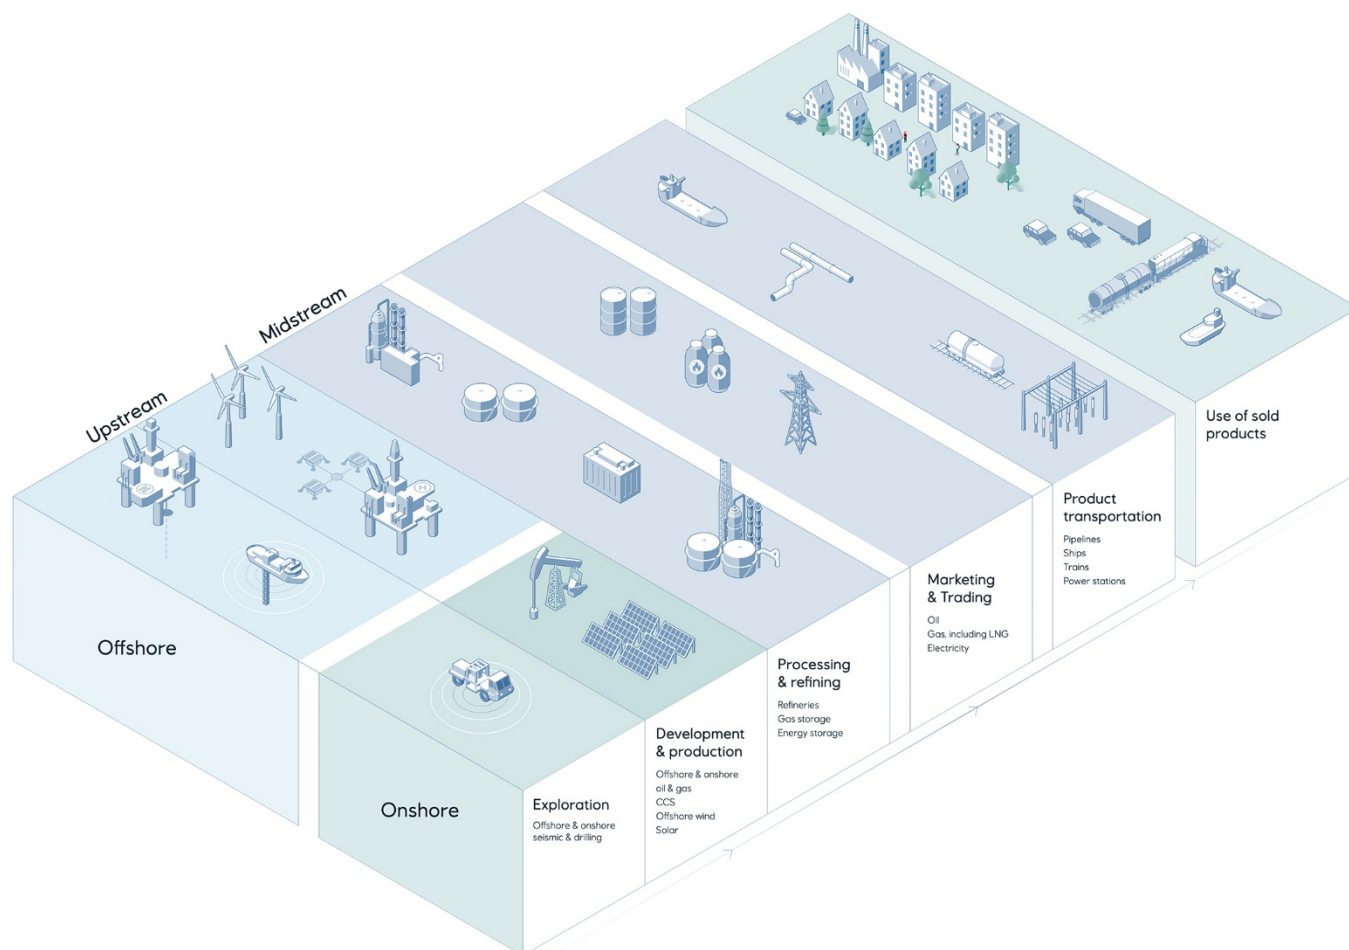 Upstream
Midstream
Offshore
Onshore
Exploration
Offshore & onshore
seismic & drilling
Development
& production
Offshore & onshore
oil & gas
CCS
Offshore wind
Solar
Processing
& refining
Refineries
Gas storage
Energy storage
Marketing
& Trading
Oil
Gas, including LNG
Electricity
Product
transportation
Pipelines
Ships
Trains
Power stations
Use of sold
products